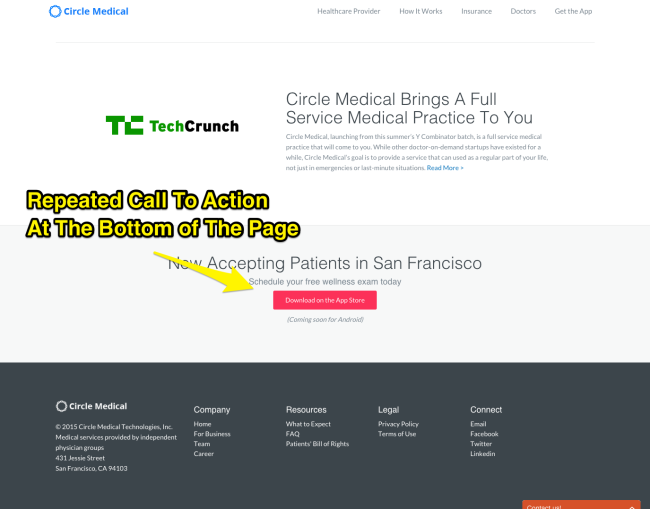 Circle Medical
Healthcare Provider
How It Works
Insurance
Doctors
Get the App
TechCrunch
Circle Medical Brings A Full
Service Medical Practice To You
Circle Medical, launching from this summer's Y Combinator batch, is a full service medical
practice that will come to you. While other doctor-on-demand startups have existed for a
while, Circle Medical's goal is to provide a service that can used as a regular part of your life,
not just in emergencies or last-minute situations. Read More »
Repeated Call To Action
At The Bottom of The Page
Now Accepting Patients in San Francisco
Schedule your free wellness exam today
Download on the App Store
(Coming soon for Android)
Circle Medical
© 2015 Circle Medical Technologies, Inc.
Medical services provided by independent
physician groups
431 Jessie Street
San Francisco, CA 94103
Company
Home
For Business
Team
Career
Resources
What to Expect
FAQ
Patients' Bill of Rights
Legal
Privacy Policy
Terms of Use
Connect
Email
Facebook
Twitter
Linkedin
Contact us!